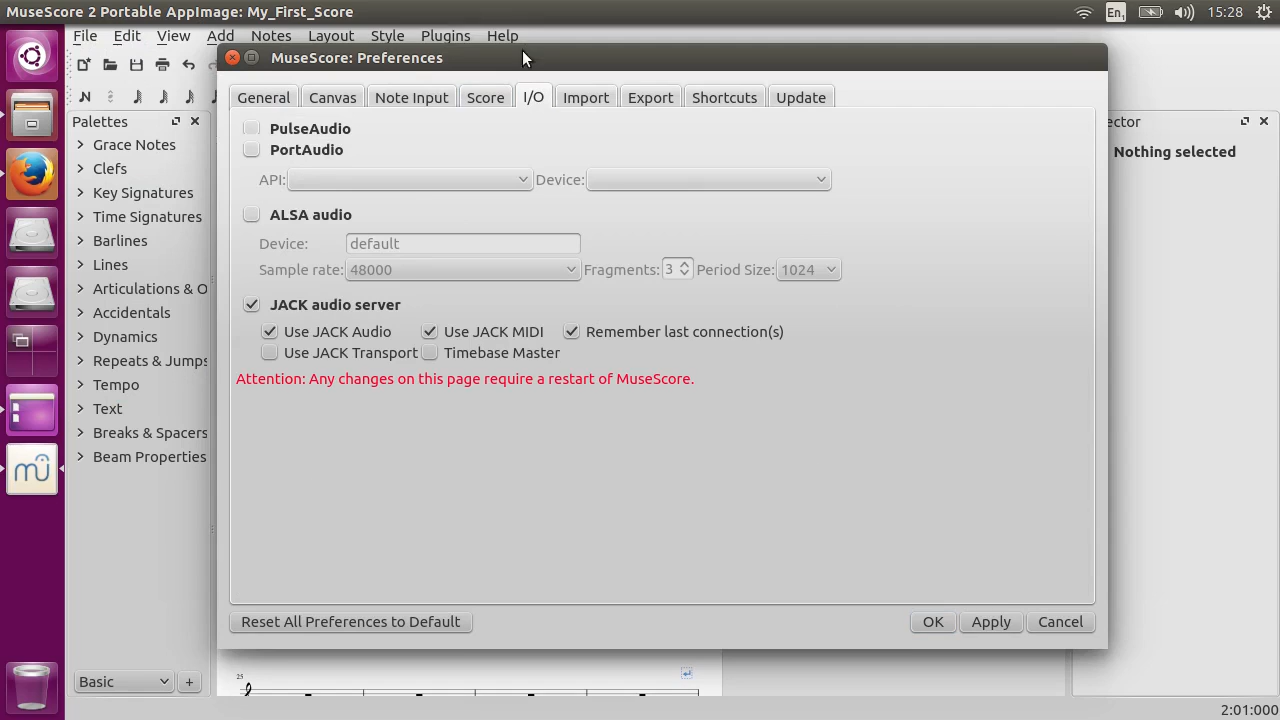 MuseScore 2 Portable AppImage: My_First_Score
En1
15:28
File Edit View Add Notes Layout Style Plugins Help
MuseScore: Preferences
General Canvas Note Input Score I/O Import Export Shortcuts Update
Palettes
Grace Notes
Clefs
Key Signatures
Time Signatures
Barlines
Lines
Articulations & O
Accidentals
Dynamics
Repeats & Jumps
Tempo
Text
Breaks & Spacers
Beam Properties
Basic
+
PulseAudio
PortAudio
API: Device:
ALSA audio
Device: default
Sample rate: 48000 Fragments: 3 Period Size: 1024
JACK audio server
Use JACK Audio Use JACK MIDI Remember last connection(s)
Use JACK Transport Timebase Master
Attention: Any changes on this page require a restart of MuseScore.
Reset All Preferences to Default OK Apply Cancel
ector
Nothing selected
25
2:01:000